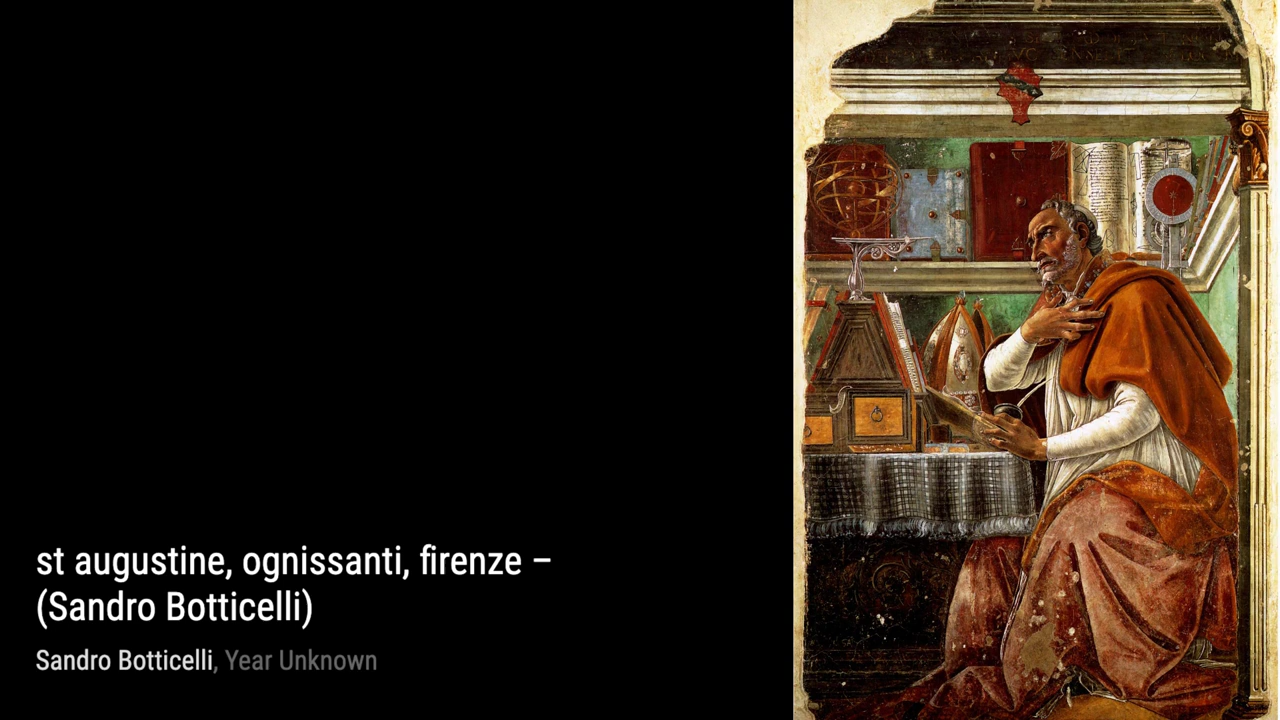 st augustine, ognissanti, firenze –
(Sandro Botticelli)
Sandro Botticelli, Year Unknown